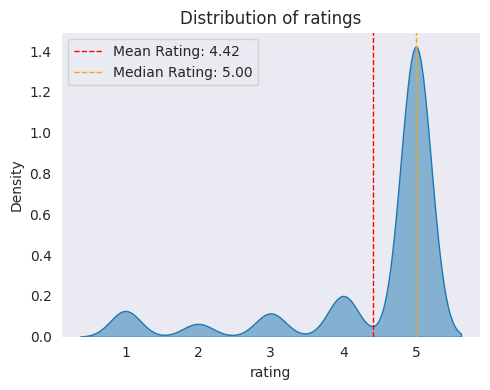 Distribution of ratings
Mean Rating: 4.42
Median Rating: 5.00
Density
1.4
1.2
1.0
0.8
0.6
0.4
0.2
0.0
1 2 3 4 5
rating